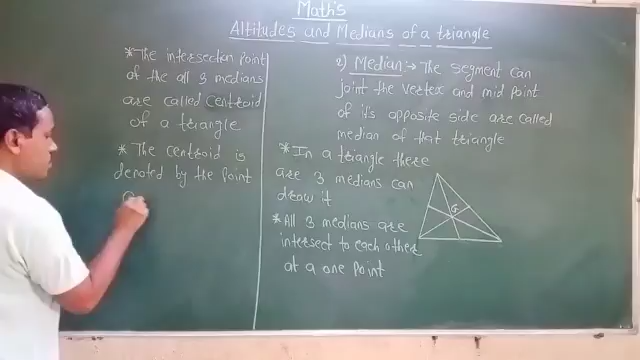 Maths
Altitudes and Medians of a triangle
* The intersection point
of the all 3 medians
are called centroid
of a triangle
* The centroid is
denoted by the point
G
2) Median:→ The segment can
joint the vertex and mid point
of it's opposite side are called
median of that triangle
* In a triangle there
are 3 medians can
draw it
* All 3 medians are
intersect to each other
at a one point
G